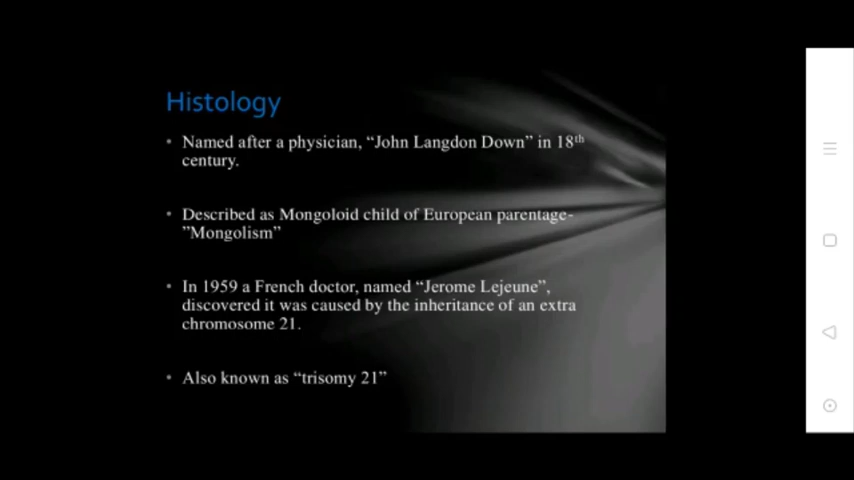 Histology
• Named after a physician, “John Langdon Down” in 18th
century.
• Described as Mongoloid child of European parentage-
”Mongolism”
• In 1959 a French doctor, named “Jerome Lejeune”,
discovered it was caused by the inheritance of an extra
chromosome 21.
• Also known as “trisomy 21”